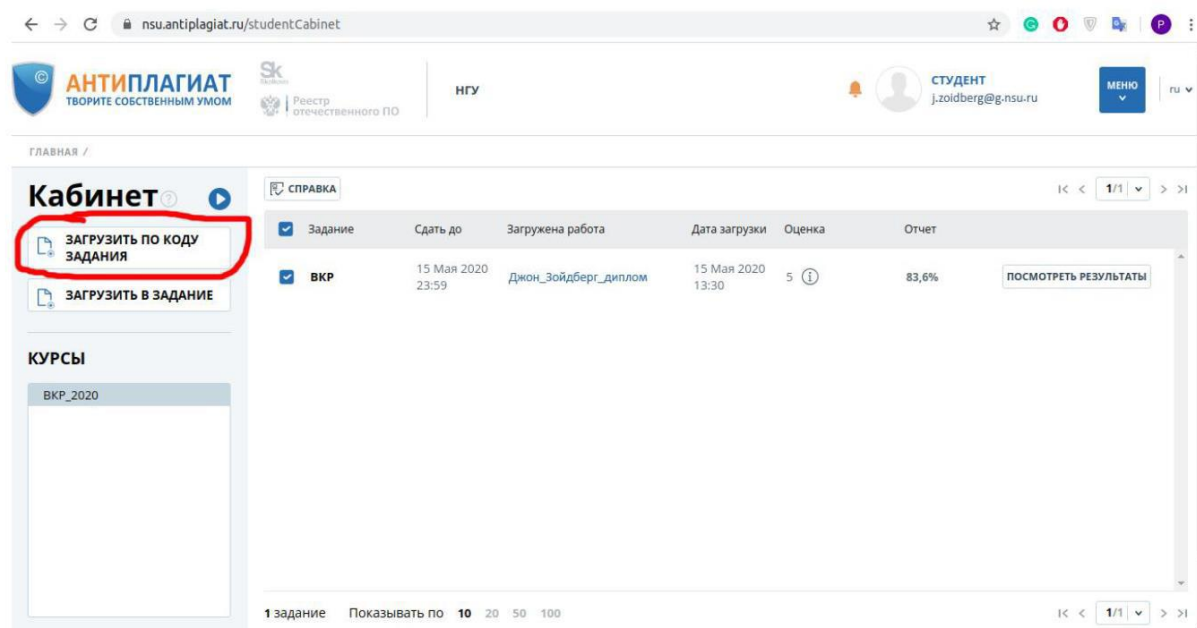 nsu.antiplagiat.ru/studentCabinet
P
©
АНТИПЛАГИАТ
ТВОРИТЕ СОБСТВЕННЫМ УМОМ
Sk
Реестр
отечественного ПО
НГУ
СТУДЕНТ
j.zoidberg@g.nsu.ru
МЕНЮ
ru
ГЛАВНАЯ /
Кабинет ?
ЗАГРУЗИТЬ ПО КОДУ
ЗАДАНИЯ
ЗАГРУЗИТЬ В ЗАДАНИЕ
КУРСЫ
ВКР_2020
СПРАВКА
|< < 1/1 > >|
Задание Сдать до Загружена работа Дата загрузки Оценка Отчет
ВКР 15 Мая 2020 23:59 Джон_Зойдберг_диплом 15 Мая 2020 13:30 5 i 83,6% ПОСМОТРЕТЬ РЕЗУЛЬТАТЫ
1 задание Показывать по 10 20 50 100
|< < 1/1 > >|